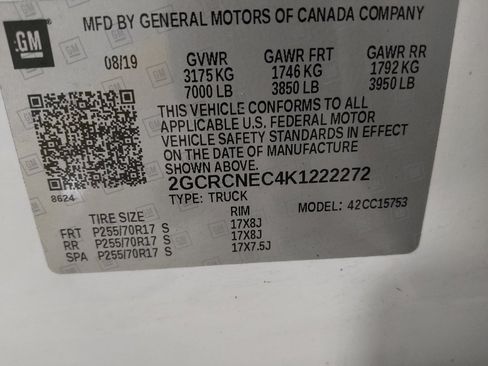 GM
MFD BY GENERAL MOTORS OF CANADA COMPANY
08/19 GVWR GAWR FRT GAWR RR
3175 KG 1746 KG 1792 KG
7000 LB 3850 LB 3950 LB
THIS VEHICLE CONFORMS TO ALL
APPLICABLE U.S. FEDERAL MOTOR
VEHICLE SAFETY STANDARDS IN EFFECT
ON THE DATE OF MANUFACTURE
SHOWN ABOVE.
8624 2GCRCNEC4K1222272
TYPE: TRUCK MODEL: 42CC15753
TIRE SIZE RIM
FRT P255/70R17 S 17X8J
RR P255/70R17 S 17X8J
SPA P255/70R17 S 17X7.5J